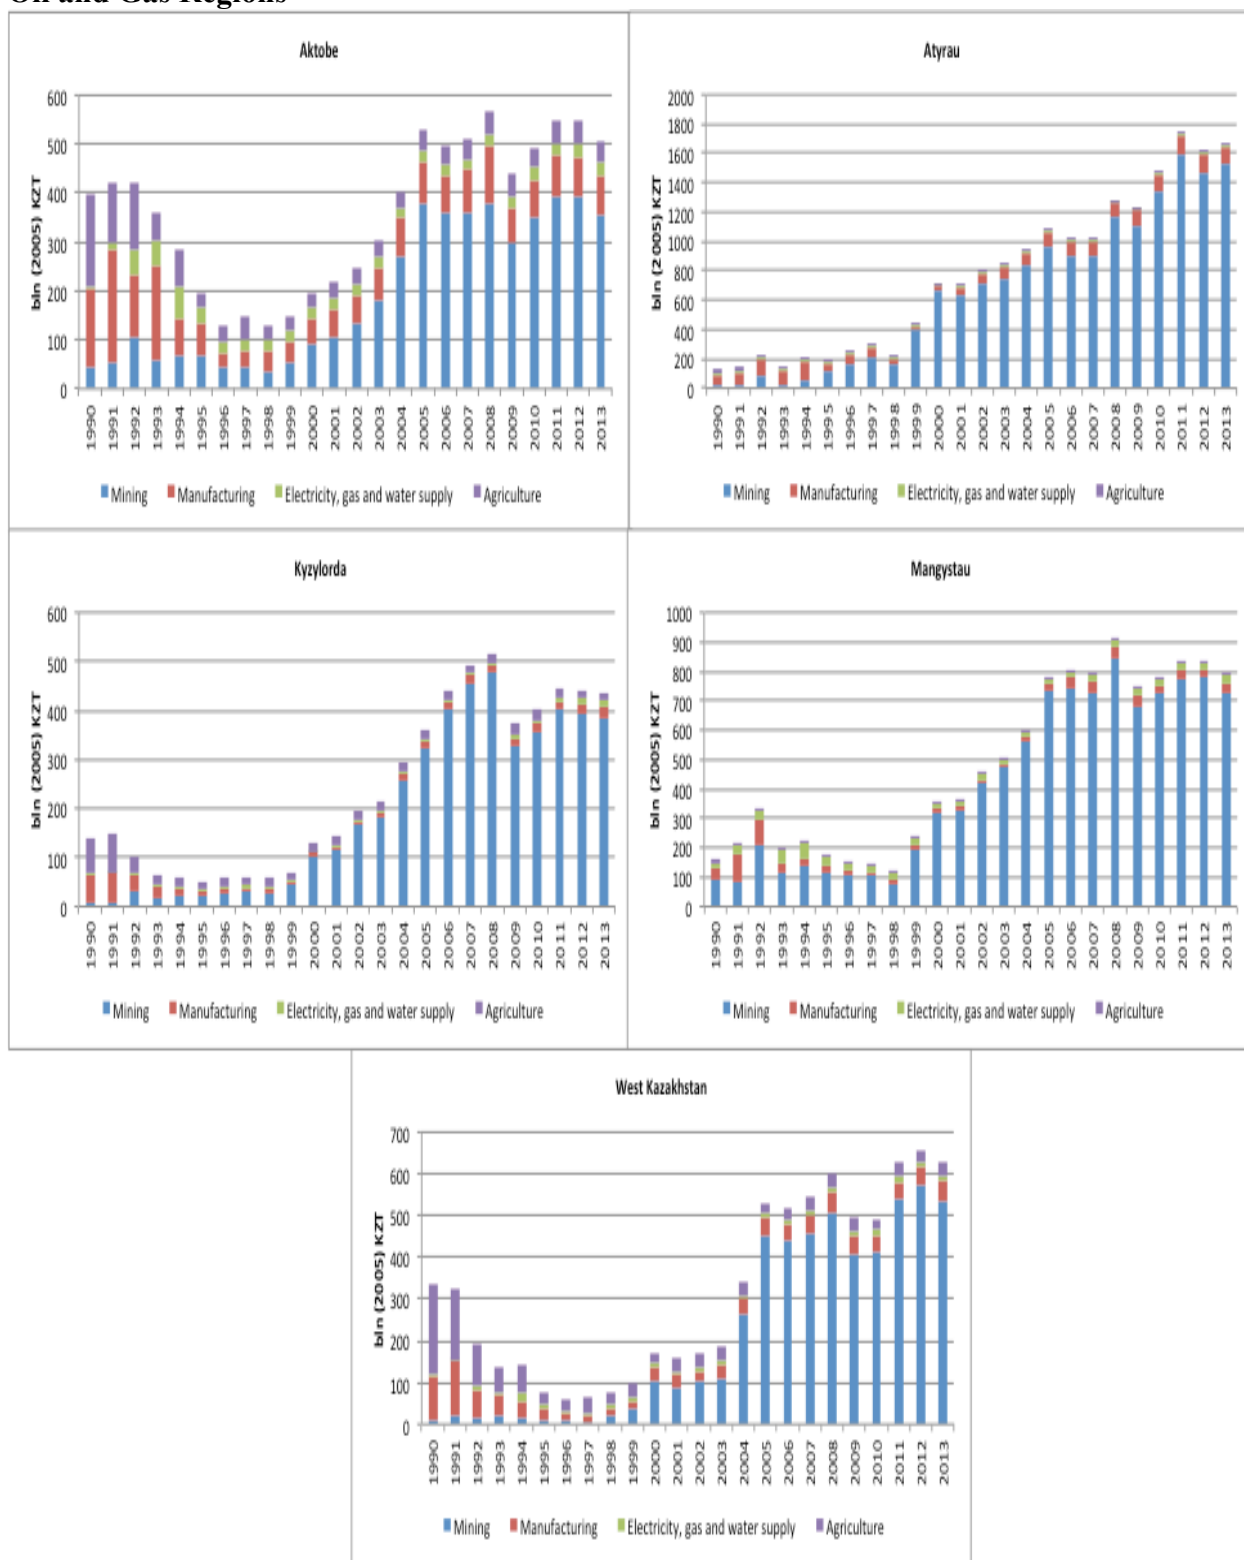 Oil and Gas Regions
Aktobe
bln (2005) KZT
600
500
400
300
200
100
0
1990 1991 1992 1993 1994 1995 1996 1997 1998 1999 2000 2001 2002 2003 2004 2005 2006 2007 2008 2009 2010 2011 2012 2013
Mining Manufacturing Electricity, gas and water supply Agriculture
Atyrau
bln (2005) KZT
2000
1800
1600
1400
1200
1000
800
600
400
200
0
1990 1991 1992 1993 1994 1995 1996 1997 1998 1999 2000 2001 2002 2003 2004 2005 2006 2007 2008 2009 2010 2011 2012 2013
Mining Manufacturing Electricity, gas and water supply Agriculture
Kyzylorda
bln (2005) KZT
600
500
400
300
200
100
0
1990 1991 1992 1993 1994 1995 1996 1997 1998 1999 2000 2001 2002 2003 2004 2005 2006 2007 2008 2009 2010 2011 2012 2013
Mining Manufacturing Electricity, gas and water supply Agriculture
Mangystau
bln (2005) KZT
1000
900
800
700
600
500
400
300
200
100
0
1990 1991 1992 1993 1994 1995 1996 1997 1998 1999 2000 2001 2002 2003 2004 2005 2006 2007 2008 2009 2010 2011 2012 2013
Mining Manufacturing Electricity, gas and water supply Agriculture
West Kazakhstan
bln (2005) KZT
700
600
500
400
300
200
100
0
1990 1991 1992 1993 1994 1995 1996 1997 1998 1999 2000 2001 2002 2003 2004 2005 2006 2007 2008 2009 2010 2011 2012 2013
Mining Manufacturing Electricity, gas and water supply Agriculture